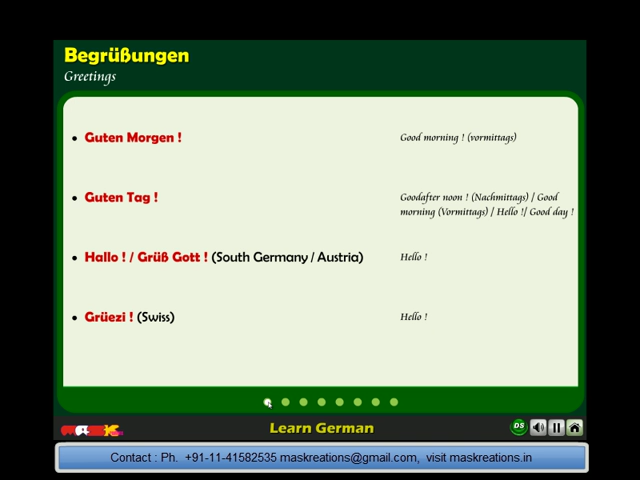 Begrüßungen
Greetings
• Guten Morgen !
Good morning ! (vormittags)
• Guten Tag !
Goodafter noon ! (Nachmittags) / Good
morning (Vormittags) / Hello !/ Good day !
• Hallo ! / Grüß Gott ! (South Germany / Austria)
Hello !
• Grüezi ! (Swiss)
Hello !
Learn German
DS
Contact : Ph. +91-11-41582535 maskreations@gmail.com, visit maskreations.in